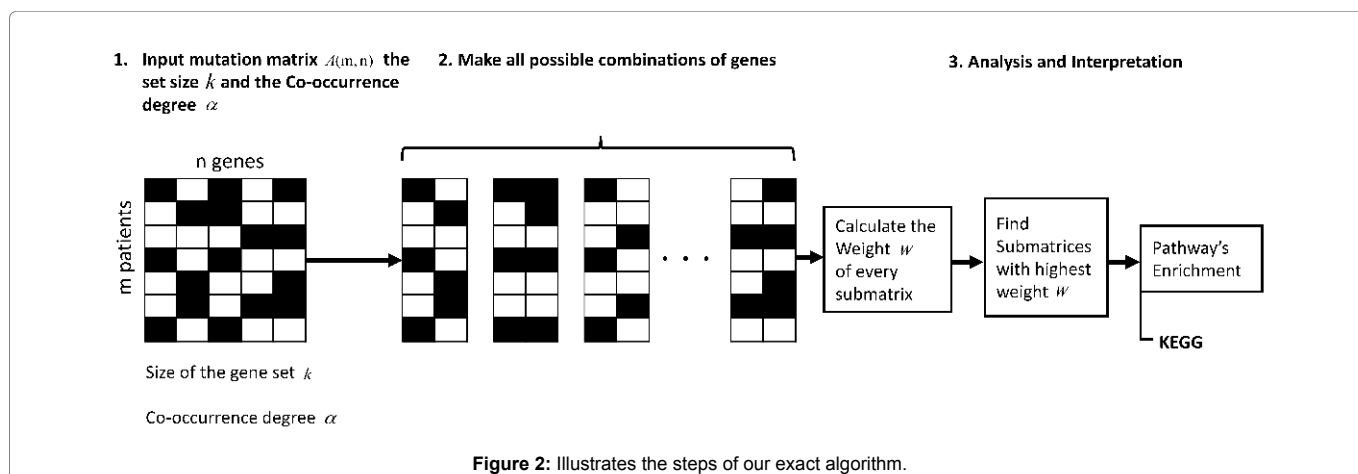 1. Input mutation matrix A(m,n) the
set size k and the Co-occurrence
degree α
2. Make all possible combinations of genes
3. Analysis and Interpretation
n genes
m patients
Size of the gene set k
Co-occurrence degree α
. . .
Calculate the
Weight W
of every
submatrix
Find
Submatrices
with highest
weight W
Pathway's
Enrichment
KEGG
Figure 2: Illustrates the steps of our exact algorithm.